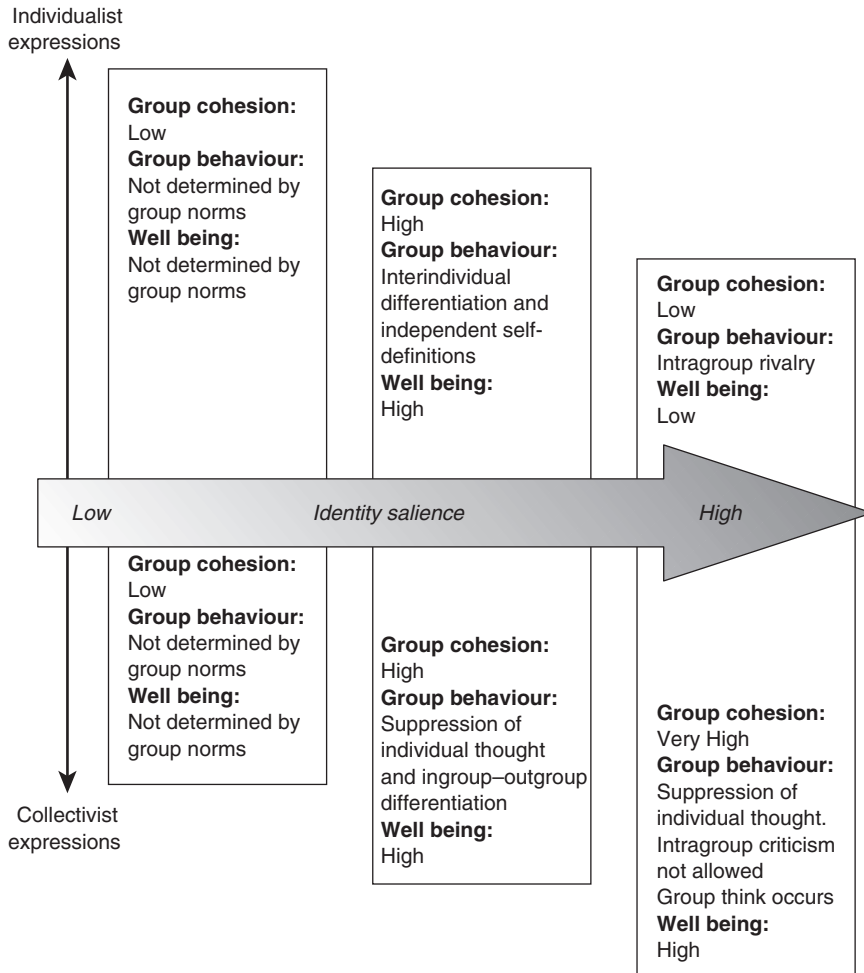 Individualist
expressions
Group cohesion:
Low
Group behaviour:
Not determined by
group norms
Well being:
Not determined by
group norms
Group cohesion:
High
Group behaviour:
Interindividual
differentiation and
independent self-
definitions
Well being:
High
Group cohesion:
Low
Group behaviour:
Intragroup rivalry
Well being:
Low
Low Identity salience High
Group cohesion:
Low
Group behaviour:
Not determined by
group norms
Well being:
Not determined by
group norms
Group cohesion:
High
Group behaviour:
Suppression of
individual thought
and ingroup–outgroup
differentiation
Well being:
High
Group cohesion:
Very High
Group behaviour:
Suppression of
individual thought.
Intragroup criticism
not allowed
Group think occurs
Well being:
High
Collectivist
expressions